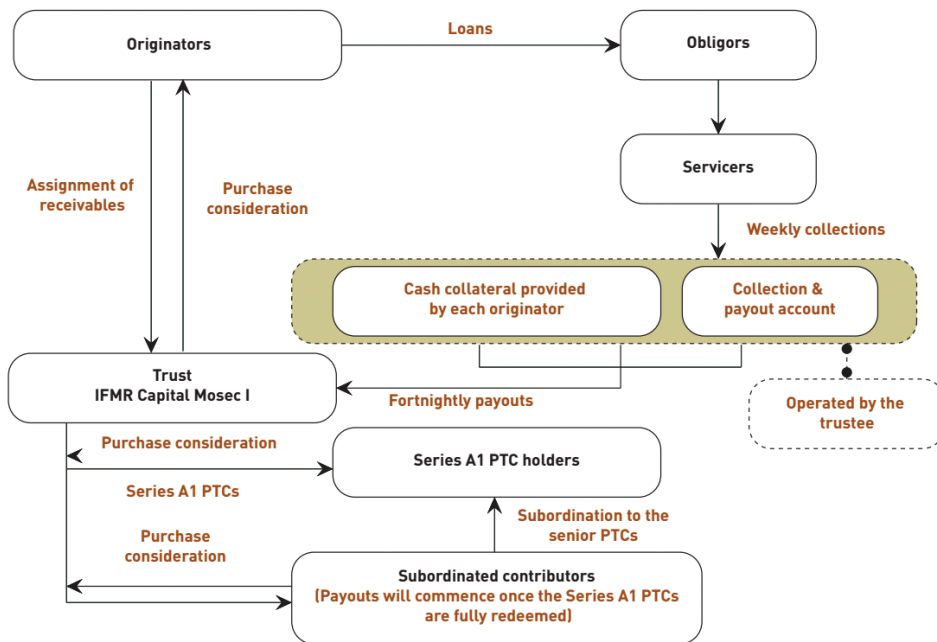 Originators
Loans
Obligors
Servicers
Assignment of
receivables
Purchase
consideration
Weekly collections
Cash collateral provided
by each originator
Collection &
payout account
Trust
IFMR Capital Mosec I
Fortnightly payouts
Operated by the
trustee
Purchase consideration
Series A1 PTC holders
Series A1 PTCs
Subordination to the
senior PTCs
Purchase
consideration
Subordinated contributors
(Payouts will commence once the Series A1 PTCs
are fully redeemed)